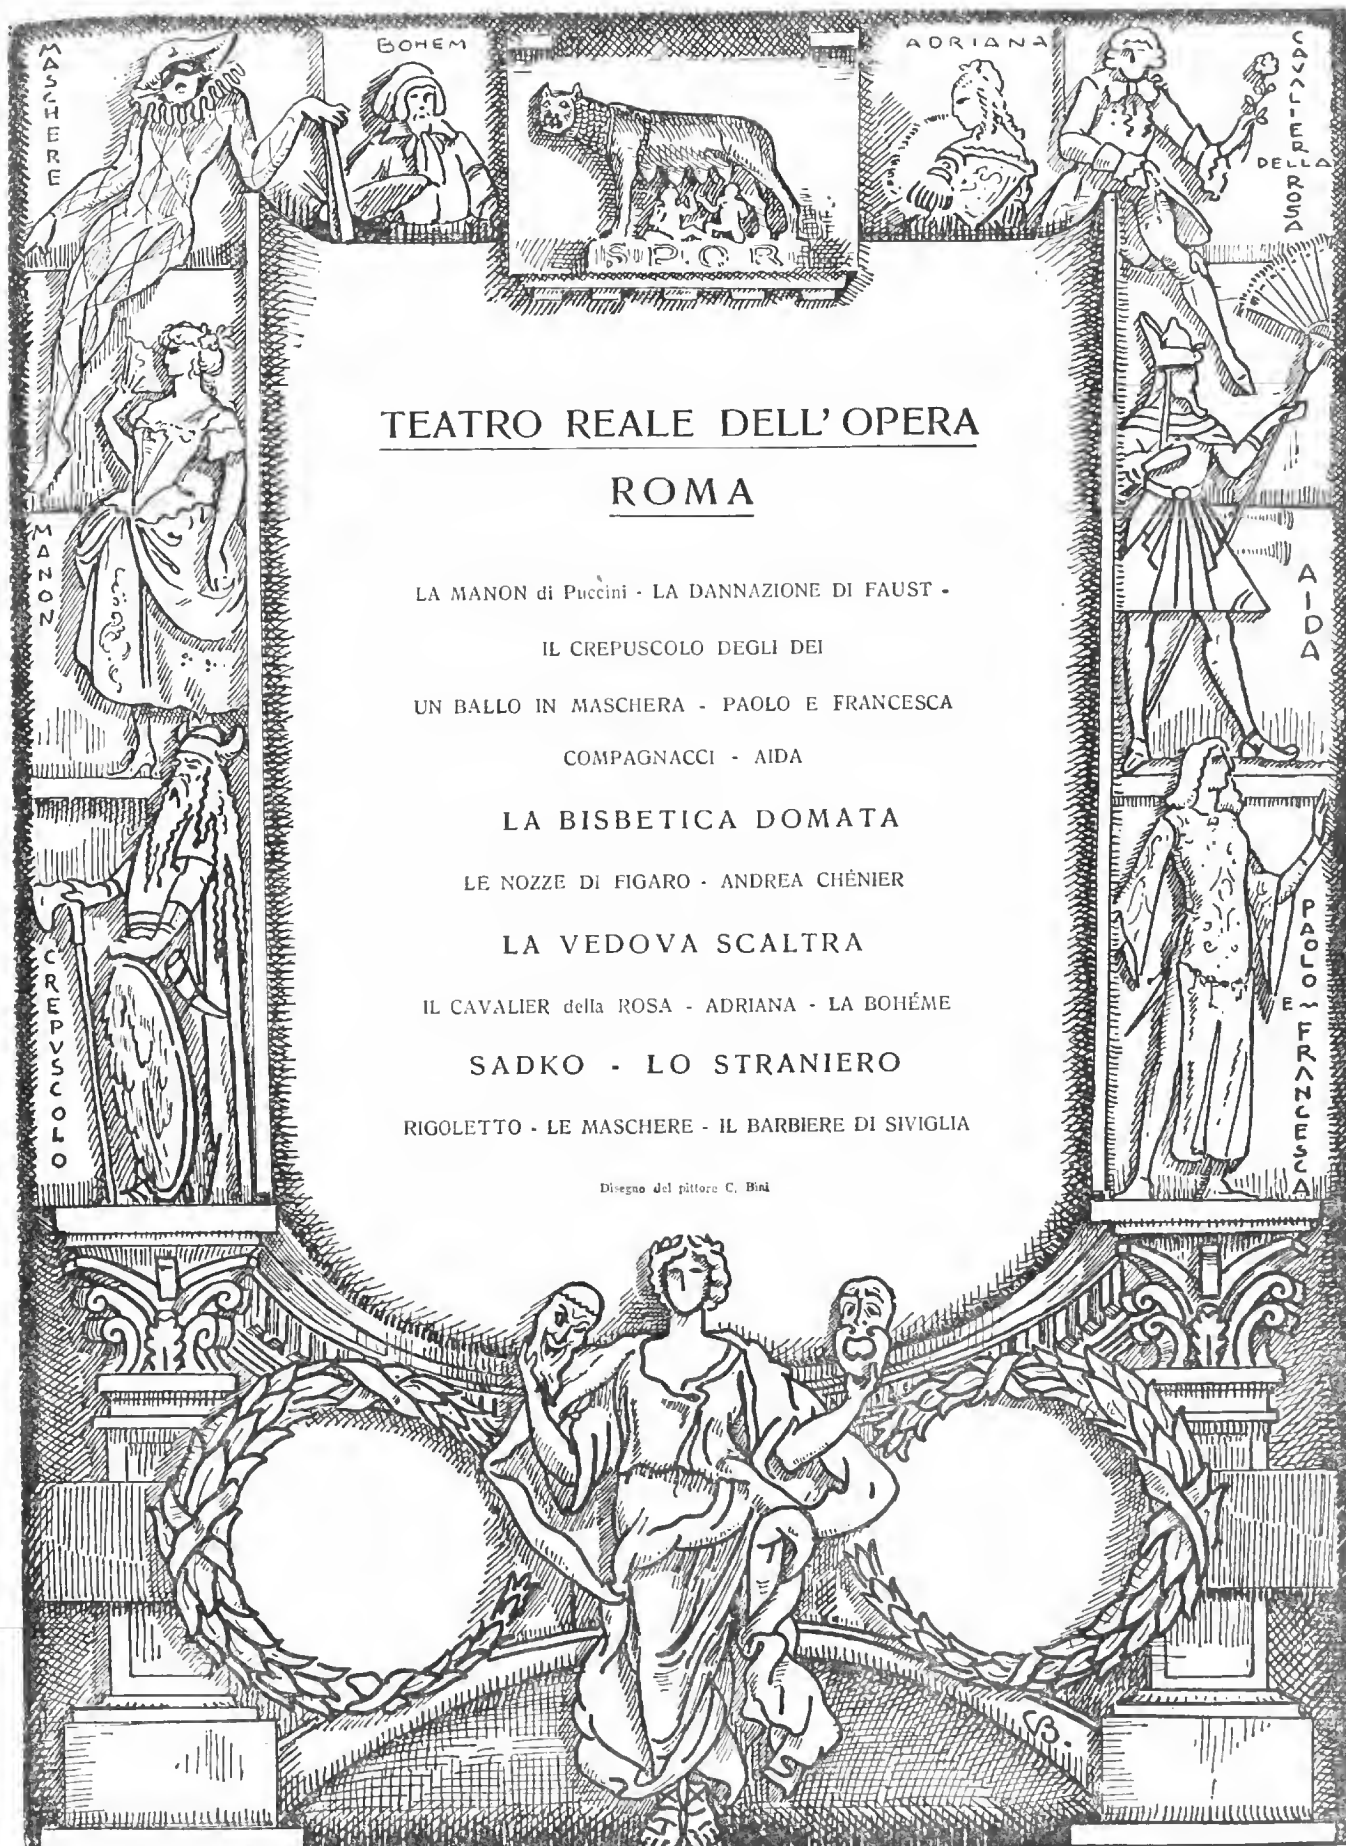 MASCHERE
BOHEM
S·P·Q·R
ADRIANA
CAVALIER
DELLA
ROSA
TEATRO REALE DELL' OPERA
ROMA
MANON
AIDA
LA MANON di Puccini - LA DANNAZIONE DI FAUST -
IL CREPUSCOLO DEGLI DEI
UN BALLO IN MASCHERA - PAOLO E FRANCESCA
COMPAGNACCI - AIDA
LA BISBETICA DOMATA
LE NOZZE DI FIGARO - ANDREA CHÉNIER
LA VEDOVA SCALTRA
IL CAVALIER della ROSA - ADRIANA - LA BOHÉME
SADKO - LO STRANIERO
RIGOLETTO - LE MASCHERE - IL BARBIERE DI SIVIGLIA
Disegno del pittore C. Bini
CREPVSCOLO
PAOLO
E
FRANCESCA
CB.